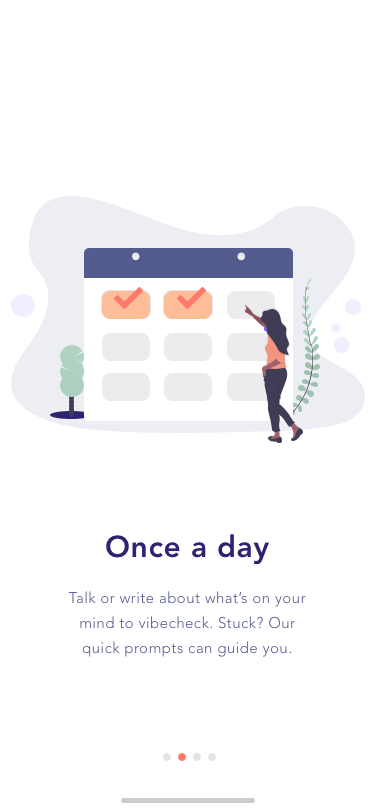 Once a day
Talk or write about what’s on your
mind to vibecheck. Stuck? Our
quick prompts can guide you.